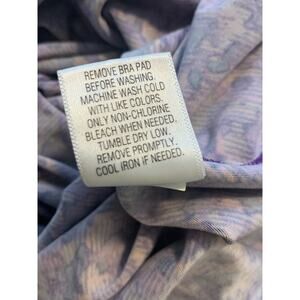 REMOVE BRA PAD
BEFORE WASHING.
MACHINE WASH COLD
WITH LIKE COLORS.
ONLY NON-CHLORINE
BLEACH WHEN NEEDED.
TUMBLE DRY LOW.
REMOVE PROMPTLY.
COOL IRON IF NEEDED.